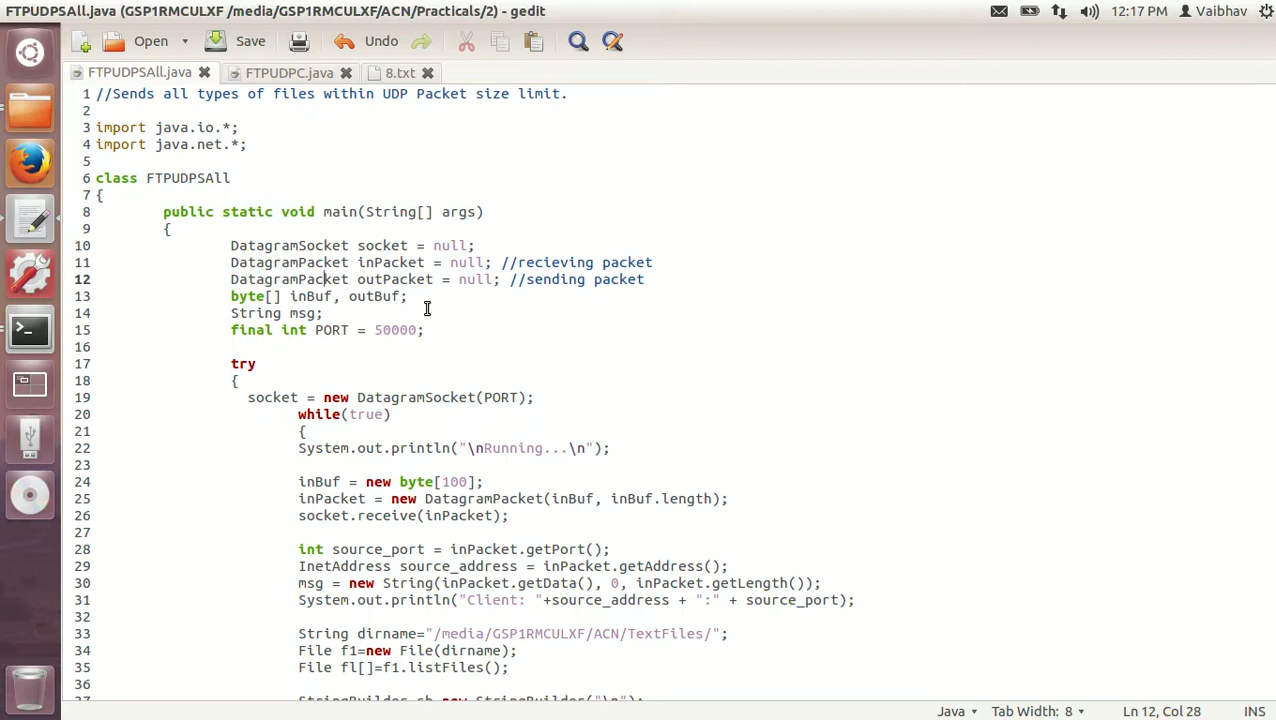 FTPUDPSAll.java (GSP1RMCULXF /media/GSP1RMCULXF/ACN/Practicals/2) - gedit
12:17 PM Vaibhav
Open Save Undo
FTPUDPSAll.java FTPUDPC.java 8.txt
1 //Sends all types of files within UDP Packet size limit.
2
3 import java.io.*;
4 import java.net.*;
5
6 class FTPUDPSAll
7 {
8 public static void main(String[] args)
9 {
10 DatagramSocket socket = null;
11 DatagramPacket inPacket = null; //recieving packet
12 DatagramPacket outPacket = null; //sending packet
13 byte[] inBuf, outBuf;
14 String msg;
15 final int PORT = 50000;
16
17 try
18 {
19 socket = new DatagramSocket(PORT);
20 while(true)
21 {
22 System.out.println("\nRunning...\n");
23
24 inBuf = new byte[100];
25 inPacket = new DatagramPacket(inBuf, inBuf.length);
26 socket.receive(inPacket);
27
28 int source_port = inPacket.getPort();
29 InetAddress source_address = inPacket.getAddress();
30 msg = new String(inPacket.getData(), 0, inPacket.getLength());
31 System.out.println("Client: "+source_address + ":" + source_port);
32
33 String dirname="/media/GSP1RMCULXF/ACN/TextFiles/";
34 File f1=new File(dirname);
35 File fl[]=f1.listFiles();
36
37 StringBuilder sb=new StringBuilder("\n");
Java Tab Width: 8 Ln 12, Col 28 INS